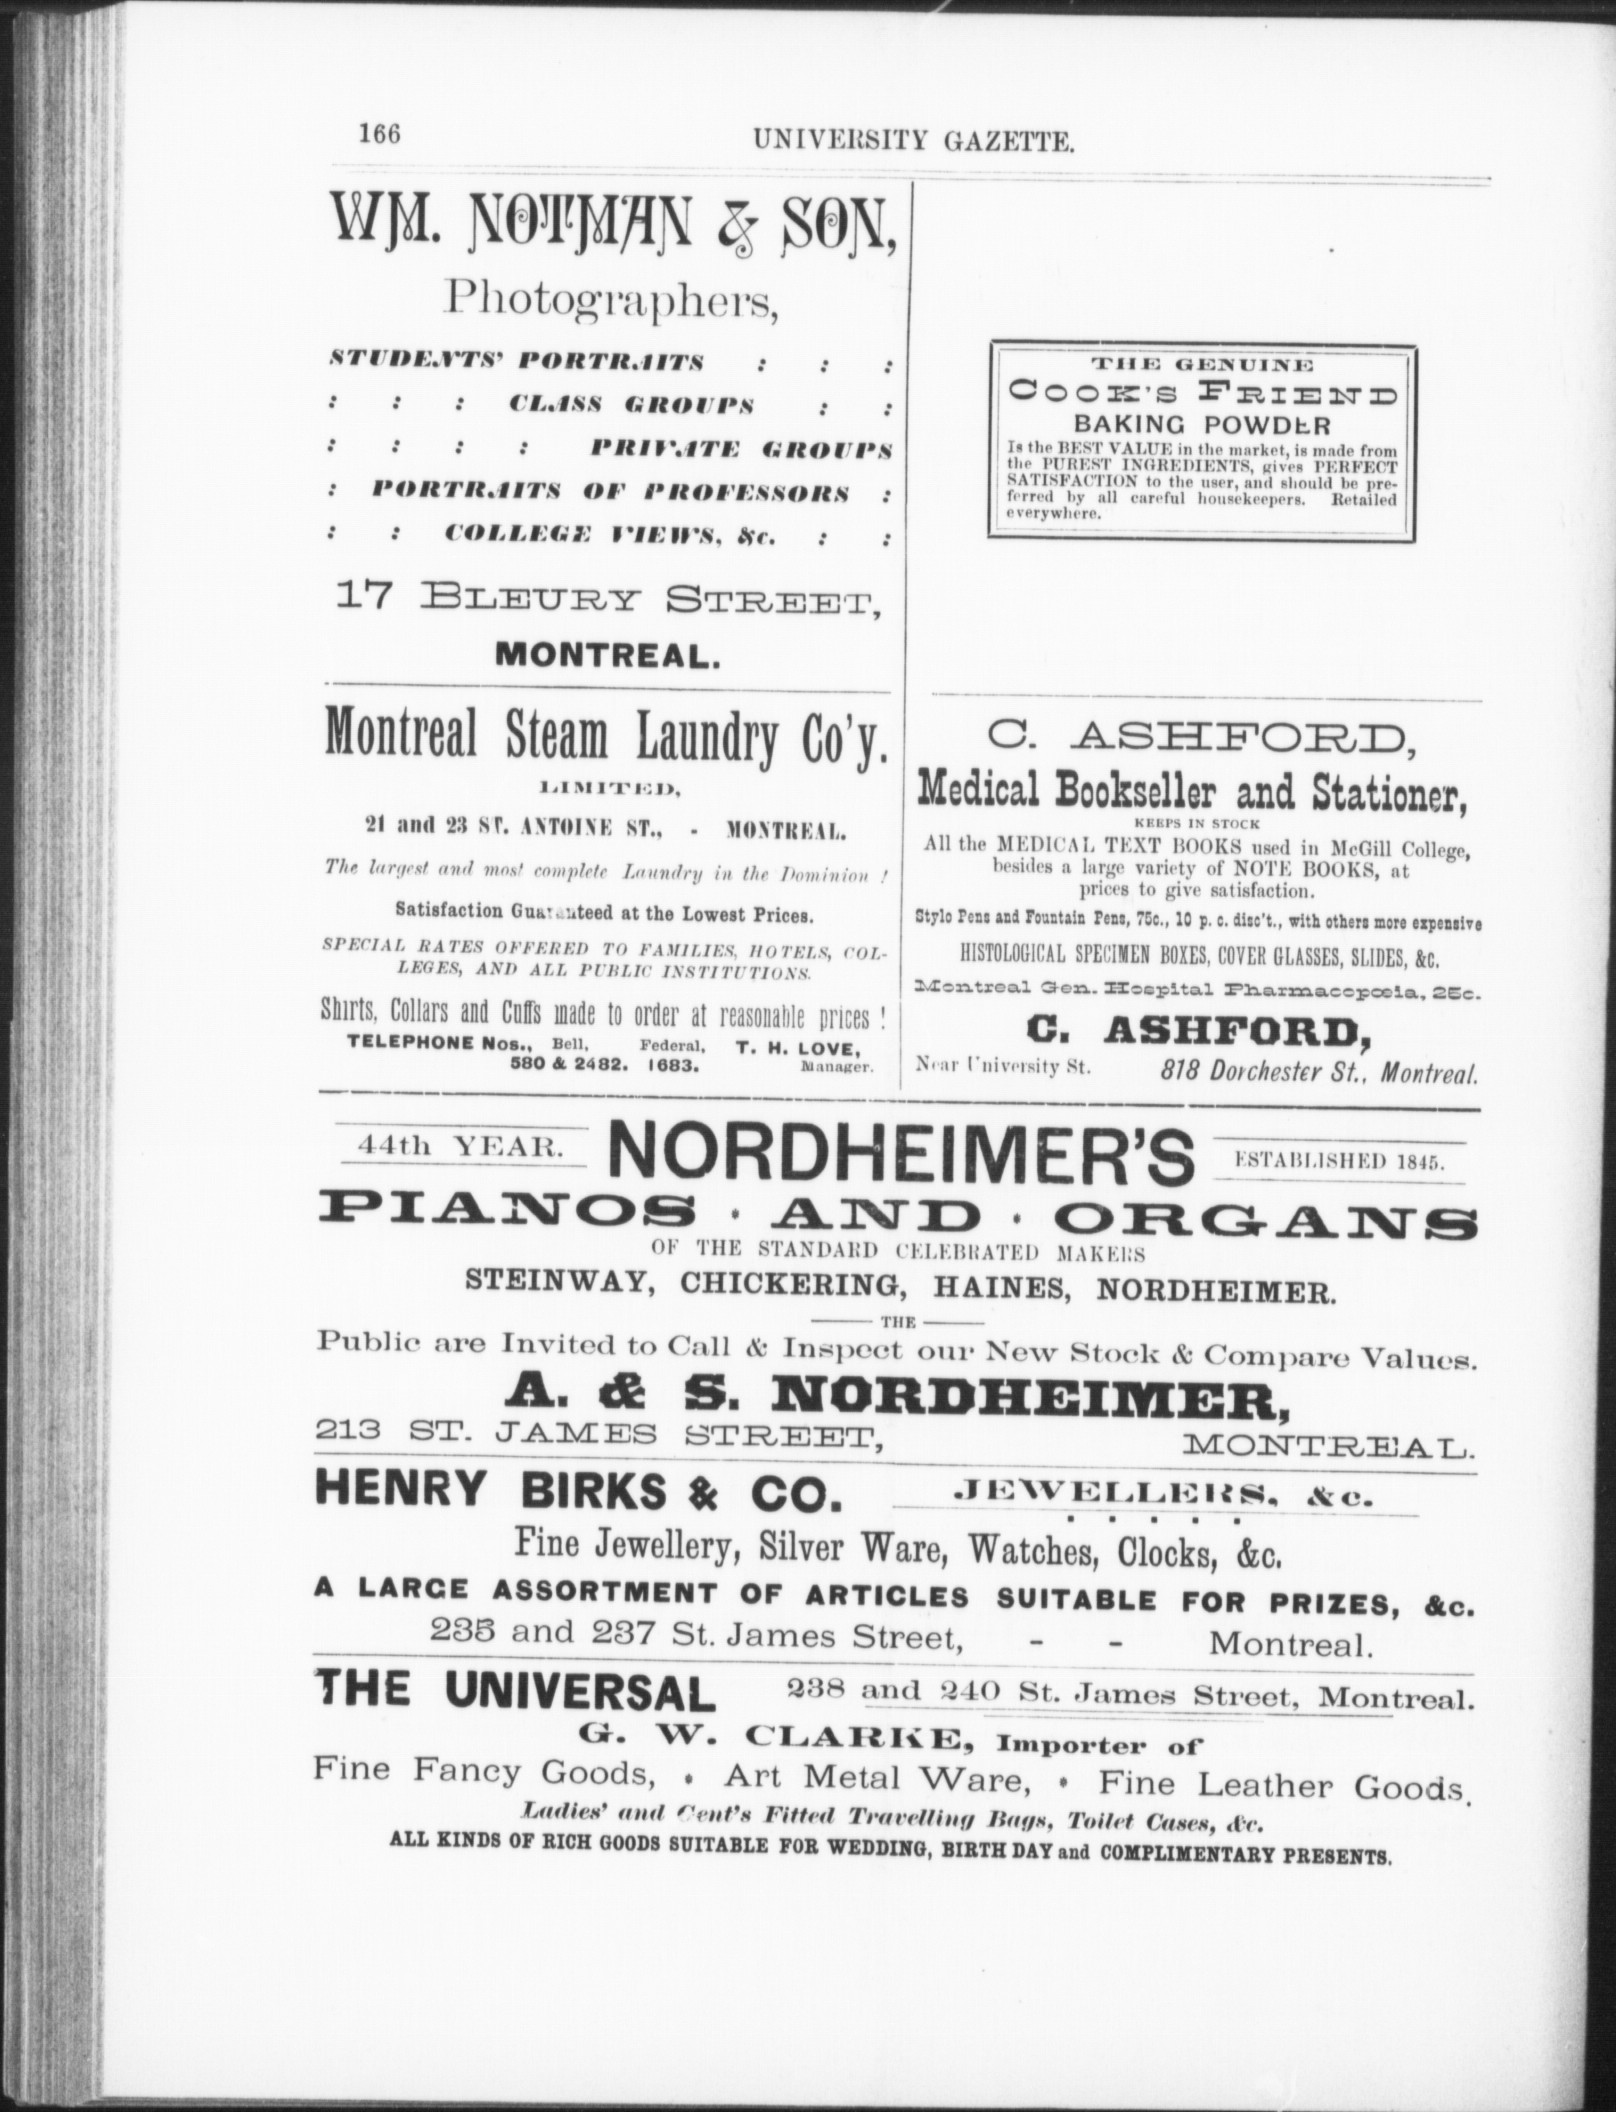 166
UNIVERSITY GAZETTE.
WM. NOTMAN & SON,
Photographers,
STUDENTS' PORTRAITS : : :
: : : CLASS GROUPS : :
: : : : PRIVATE GROUPS
: PORTRAITS OF PROFESSORS :
: : COLLEGE VIEWS, &c. : :
17 BLEURY STREET,
MONTREAL.
THE GENUINE
COOK'S FRIEND
BAKING POWDER
Is the BEST VALUE in the market, is made from
the PUREST INGREDIENTS, gives PERFECT
SATISFACTION to the user, and should be pre-
ferred by all careful housekeepers. Retailed
everywhere.
Montreal Steam Laundry Co'y.
LIMITED,
21 and 23 ST. ANTOINE ST., - MONTREAL.
The largest and most complete Laundry in the Dominion !
Satisfaction Guaranteed at the Lowest Prices.
SPECIAL RATES OFFERED TO FAMILIES, HOTELS, COL-
LEGES, AND ALL PUBLIC INSTITUTIONS.
Shirts, Collars and Cuffs made to order at reasonable prices !
TELEPHONE Nos., Bell, Federal, T. H. LOVE,
580 & 2482. 1683. Manager.
C. ASHFORD,
Medical Bookseller and Stationer,
KEEPS IN STOCK
All the MEDICAL TEXT BOOKS used in McGill College,
besides a large variety of NOTE BOOKS, at
prices to give satisfaction.
Stylo Pens and Fountain Pens, 75c., 10 p. c. disc't., with others more expensive
HISTOLOGICAL SPECIMEN BOXES, COVER GLASSES, SLIDES, &C.
Montreal Gen. Hospital Pharmacopœia, 25c.
C. ASHFORD,
Near University St. 818 Dorchester St., Montreal.
44th YEAR. NORDHEIMER'S ESTABLISHED 1845.
PIANOS · AND · ORGANS
OF THE STANDARD CELEBRATED MAKERS
STEINWAY, CHICKERING, HAINES, NORDHEIMER.
THE
Public are Invited to Call & Inspect our New Stock & Compare Values.
A. & S. NORDHEIMER,
213 ST. JAMES STREET, MONTREAL.
HENRY BIRKS & CO. JEWELLERS, &c.
Fine Jewellery, Silver Ware, Watches, Clocks, &c.
A LARGE ASSORTMENT OF ARTICLES SUITABLE FOR PRIZES, &c.
235 and 237 St. James Street, - - Montreal.
THE UNIVERSAL 238 and 240 St. James Street, Montreal.
G. W. CLARKE, Importer of
Fine Fancy Goods, • Art Metal Ware, • Fine Leather Goods.
Ladies' and Gent's Fitted Travelling Bags, Toilet Cases, &c.
ALL KINDS OF RICH GOODS SUITABLE FOR WEDDING, BIRTH DAY and COMPLIMENTARY PRESENTS.